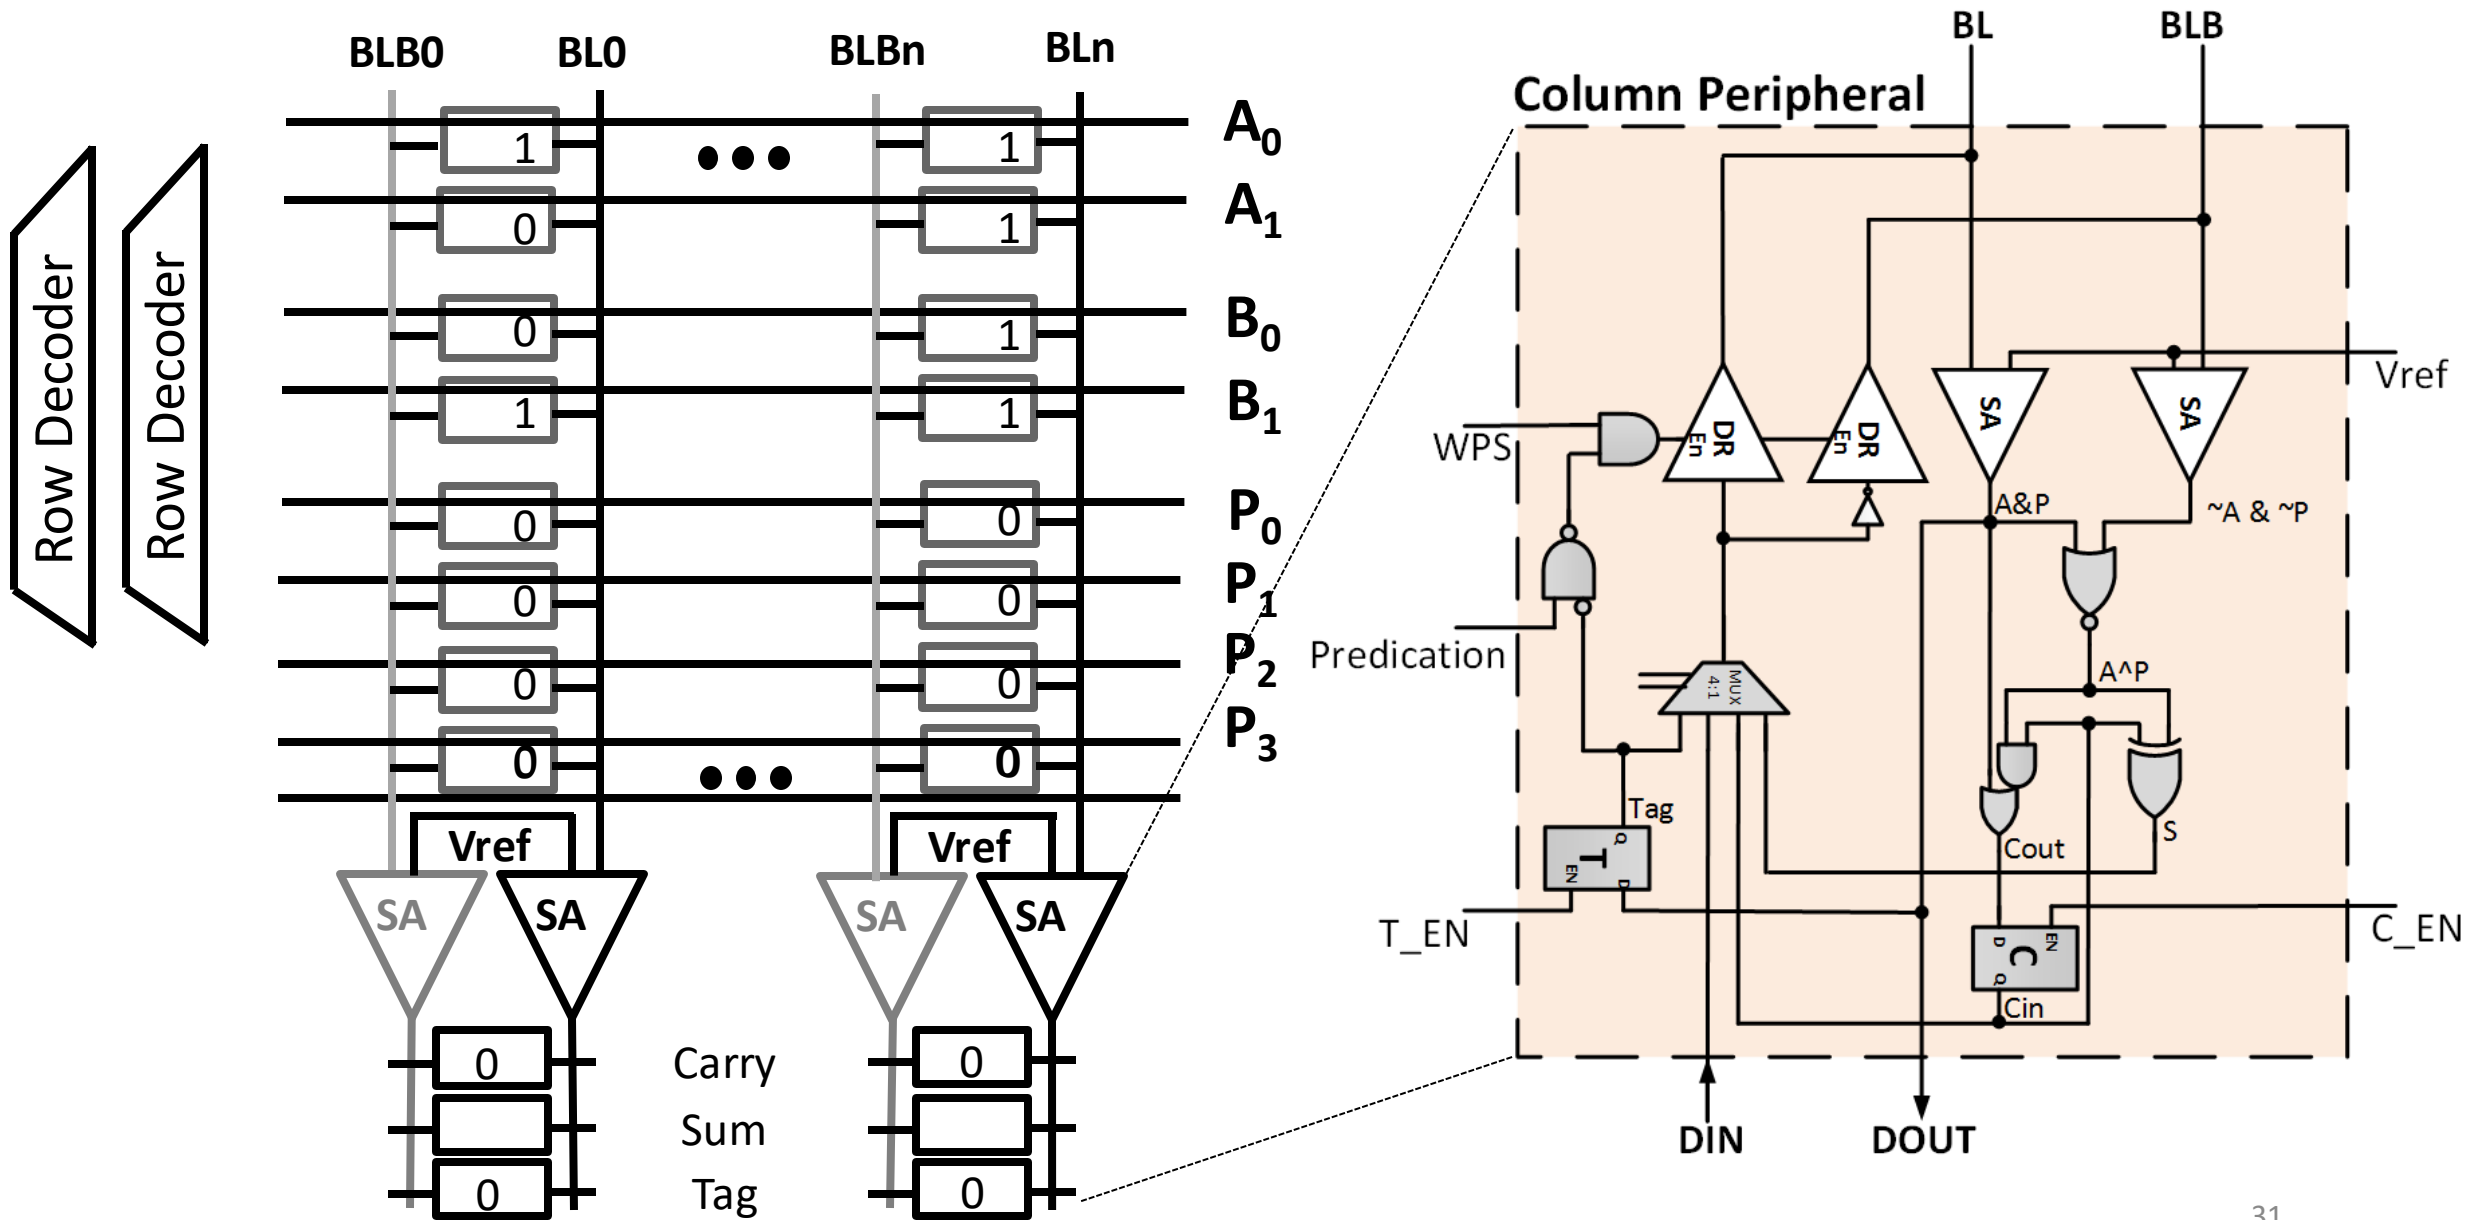 BLB0 BL0 BLBn BLn
1 1 A0
0 1 A1
0 1 B0
1 1 B1
0 0 P0
0 0 P1
0 0 P2
0 0 P3
Row Decoder
Row Decoder
Vref Vref
SA SA SA SA
0 Carry 0
Sum
0 Tag 0
BL BLB
Column Peripheral
Vref
SA SA
WPS
En DR
En DR
A&P
~A & ~P
Predication
A^P
MUX
4:1
Tag
Q
T
EN D
Cout
S
T_EN
C_EN
D EN
C
Q
Cin
DIN DOUT
31